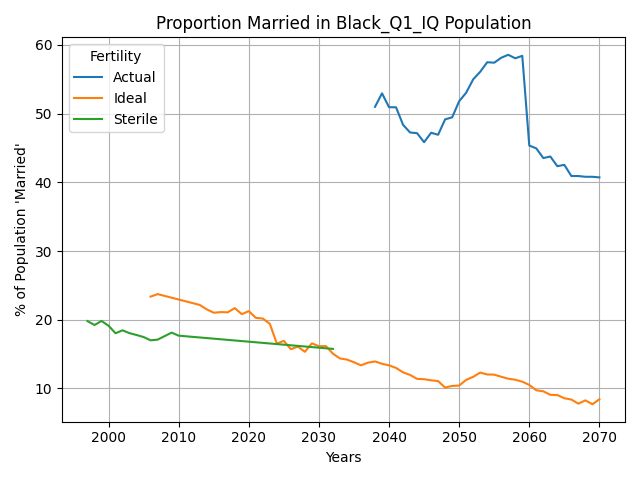 Proportion Married in Black_Q1_IQ Population
% of Population 'Married'
60
50
40
30
20
10
Fertility
Actual
Ideal
Sterile
2000 2010 2020 2030 2040 2050 2060 2070
Years